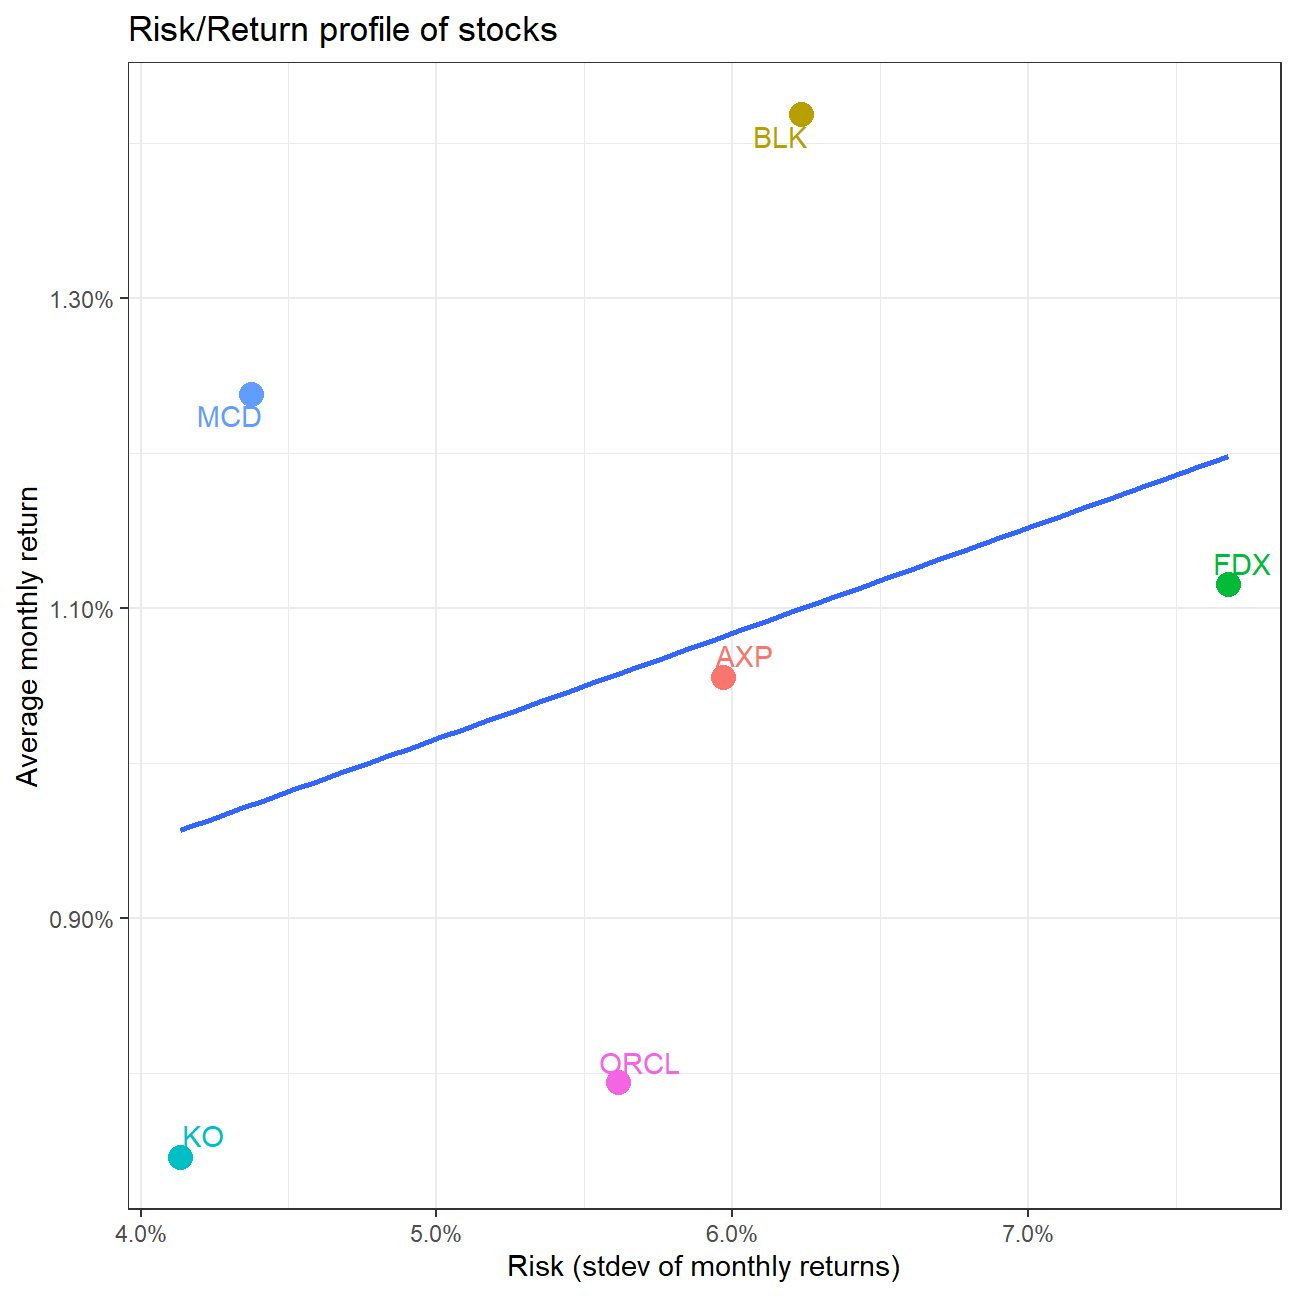 Risk/Return profile of stocks
BLK
1.30%
MCD
FDX
1.10%
AXP
Average monthly return
0.90%
ORCL
KO
4.0%
5.0%
6.0%
7.0%
Risk (stdev of monthly returns)